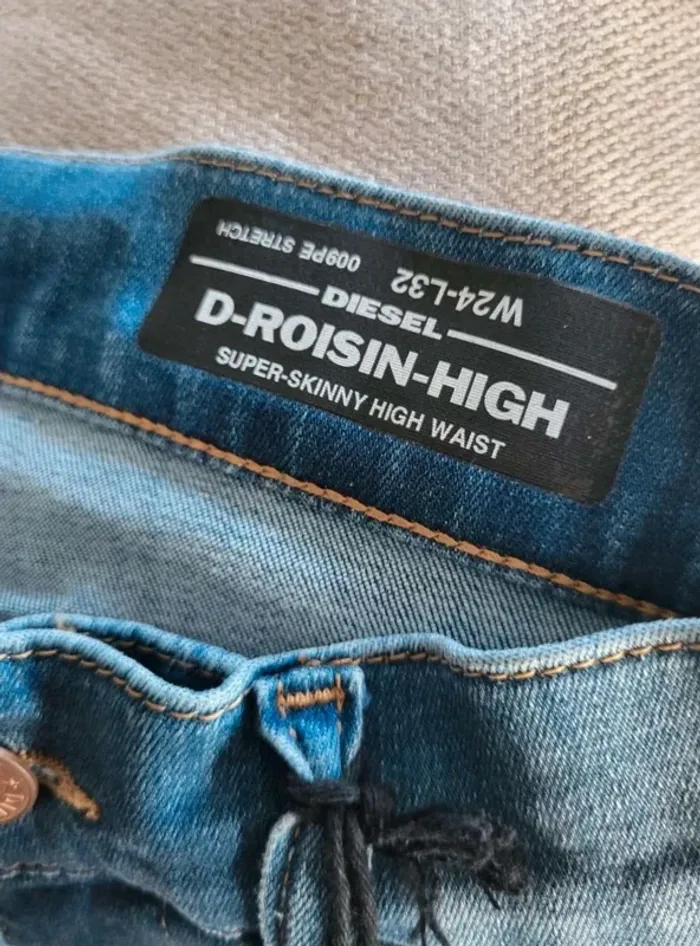 DIESEL
D-ROISIN-HIGH
SUPER-SKINNY HIGH WAIST
W24-L32
009PE STRETCH